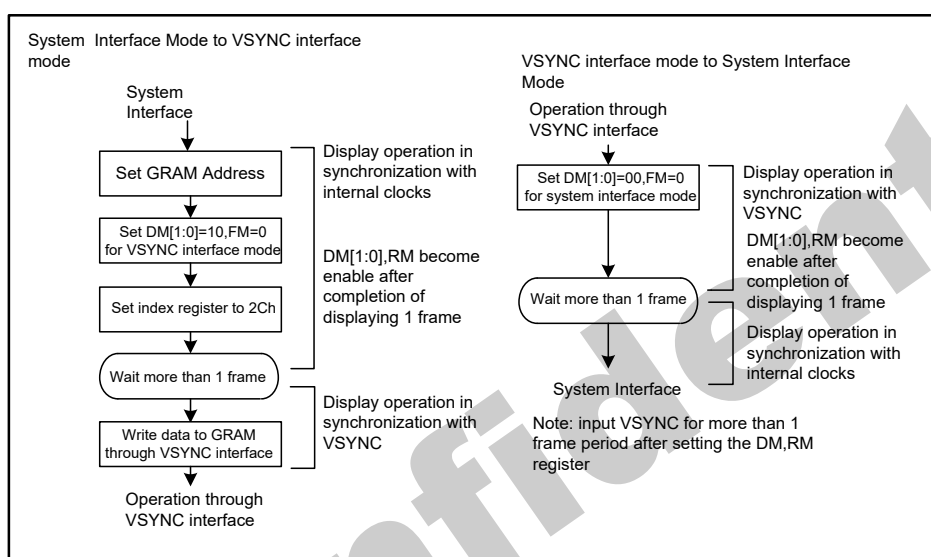 System Interface Mode to VSYNC interface
mode
System
Interface
Set GRAM Address
Set DM[1:0]=10,FM=0
for VSYNC interface mode
Set index register to 2Ch
Wait more than 1 frame
Write data to GRAM
through VSYNC interface
Operation through
VSYNC interface
Display operation in
synchronization with
internal clocks
DM[1:0],RM become
enable after
completion of
displaying 1 frame
Display operation in
synchronization with
VSYNC
VSYNC interface mode to System Interface
Mode
Operation through
VSYNC interface
Set DM[1:0]=00,FM=0
for system interface mode
Wait more than 1 frame
System Interface
Display operation in
synchronization with
VSYNC
DM[1:0],RM become
enable after
completion of
displaying 1 frame
Display operation in
synchronization with
internal clocks
Note: input VSYNC for more than 1
frame period after setting the DM,RM
register
nfident